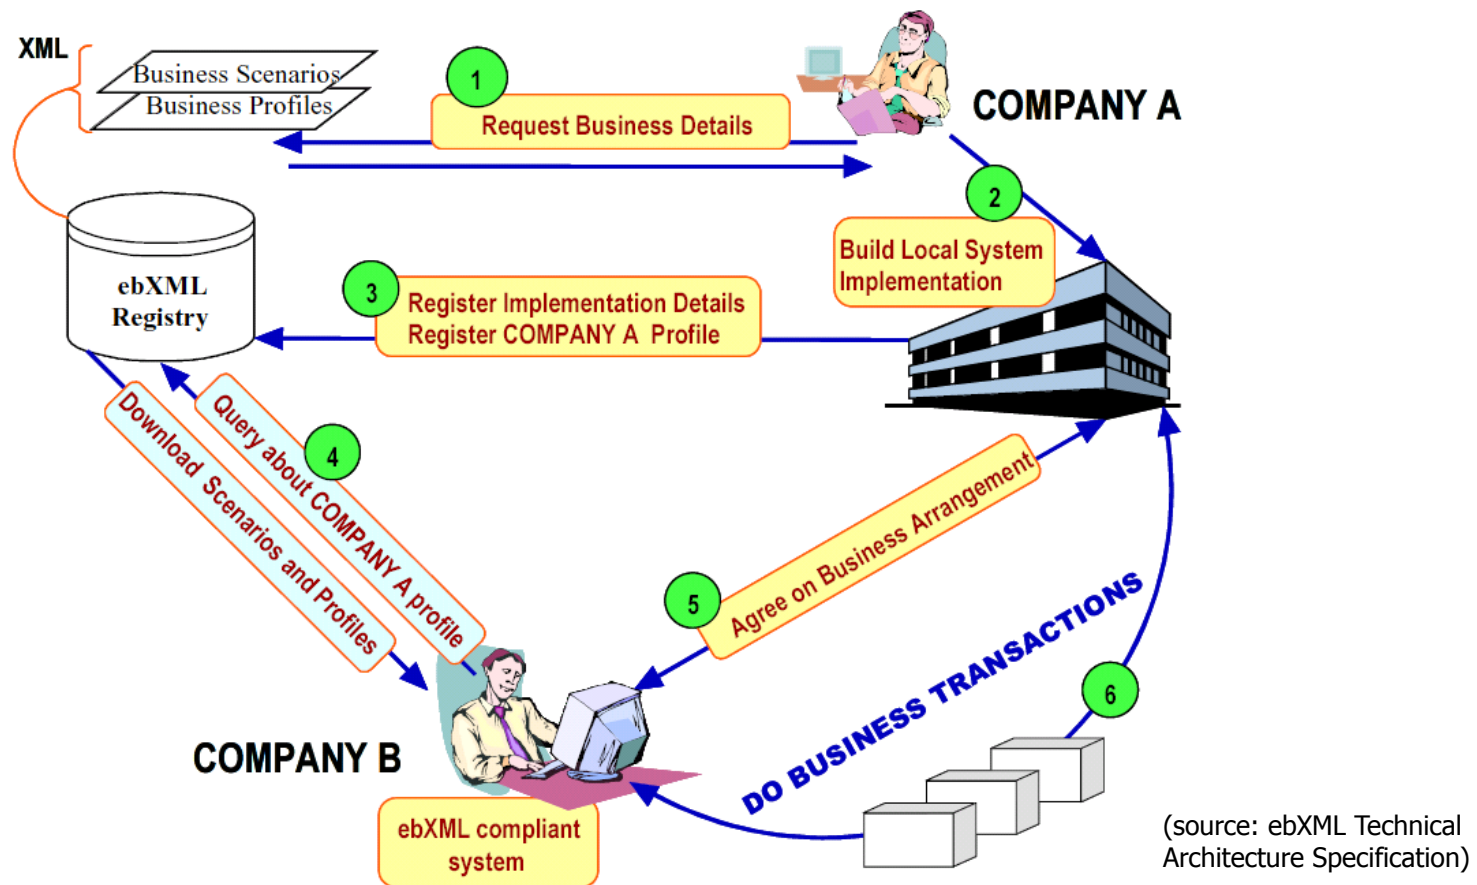 XML
Business Scenarios
Business Profiles
1
Request Business Details
COMPANY A
2
Build Local System
Implementation
ebXML
Registry
3
Register Implementation Details
Register COMPANY A Profile
4
Query about COMPANY A profile
Download Scenarios and Profiles
5
Agree on Business Arrangement
DO BUSINESS TRANSACTIONS
6
COMPANY B
ebXML compliant
system
(source: ebXML Technical
Architecture Specification)